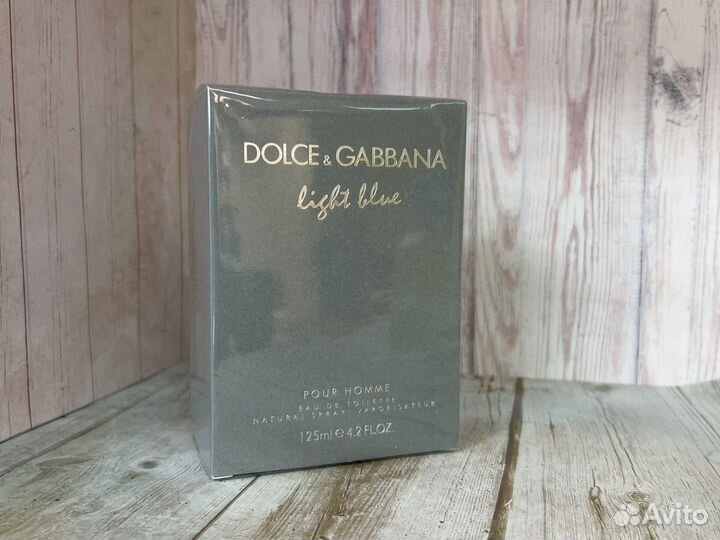 DOLCE & GABBANA
light blue
POUR HOMME
EAU DE TOILETTE
NATURAL SPRAY VAPORISATEUR
125ml ℮ 4.2 FL.OZ.
Avito